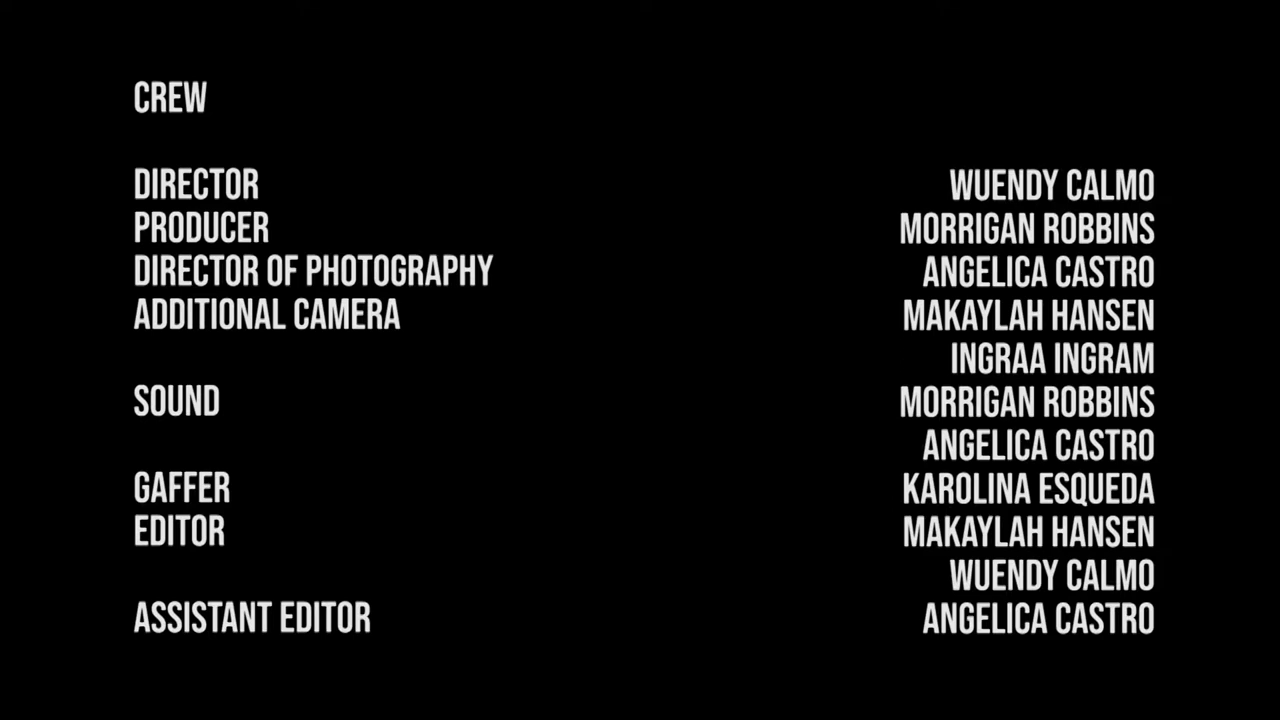 CREW
DIRECTOR WUENDY CALMO
PRODUCER MORRIGAN ROBBINS
DIRECTOR OF PHOTOGRAPHY ANGELICA CASTRO
ADDITIONAL CAMERA MAKAYLAH HANSEN
INGRAA INGRAM
SOUND MORRIGAN ROBBINS
ANGELICA CASTRO
GAFFER KAROLINA ESQUEDA
EDITOR MAKAYLAH HANSEN
WUENDY CALMO
ASSISTANT EDITOR ANGELICA CASTRO